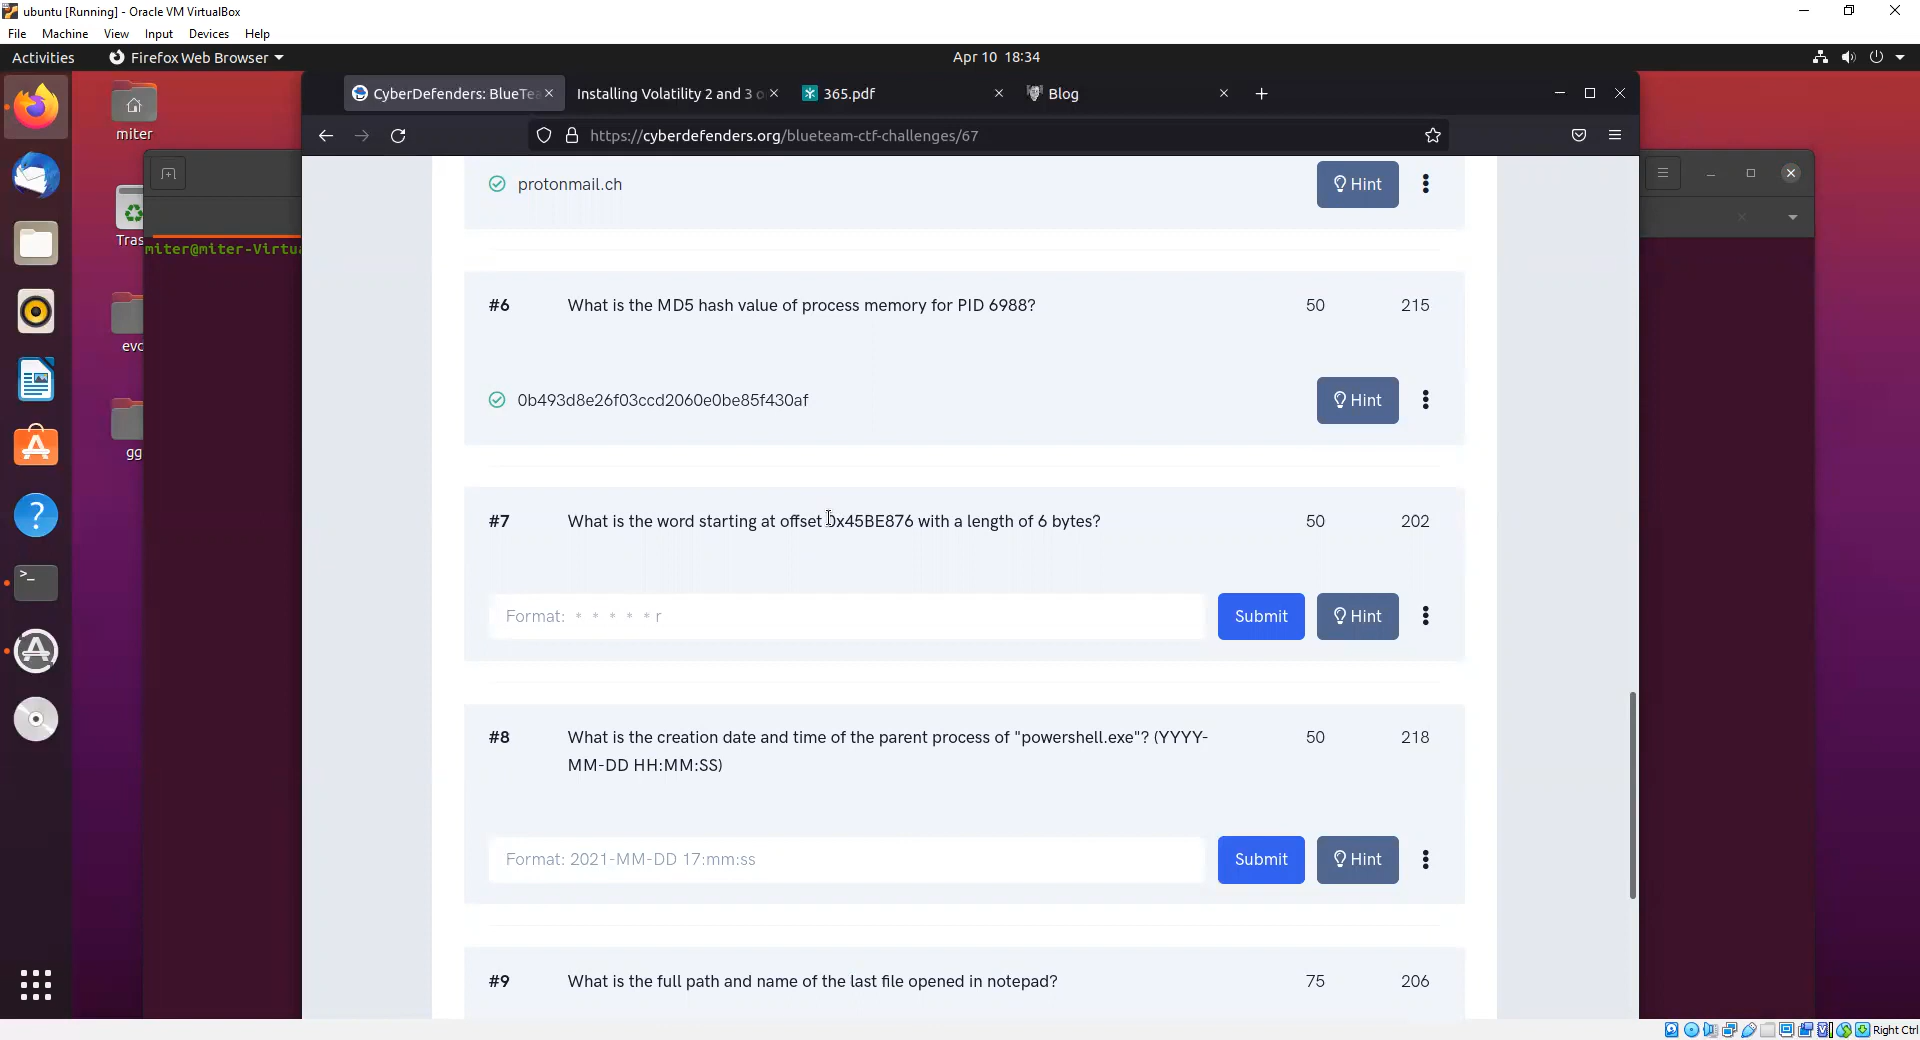 ubuntu [Running] - Oracle VM VirtualBox
File Machine View Input Devices Help
Activities Firefox Web Browser Apr 10 18:34
CyberDefenders: BlueTe Installing Volatility 2 and 3 o 365.pdf Blog
https://cyberdefenders.org/blueteam-ctf-challenges/67
miter
Tras
miter@miter-Virtua
evc
gg
protonmail.ch Hint
#6 What is the MD5 hash value of process memory for PID 6988? 50 215
0b493d8e26f03ccd2060e0be85f430af Hint
#7 What is the word starting at offset 0x45BE876 with a length of 6 bytes? 50 202
Format: * * * * * r Submit Hint
#8 What is the creation date and time of the parent process of "powershell.exe"? (YYYY- 50 218
MM-DD HH:MM:SS)
Format: 2021-MM-DD 17:mm:ss Submit Hint
#9 What is the full path and name of the last file opened in notepad? 75 206
Right Ctrl